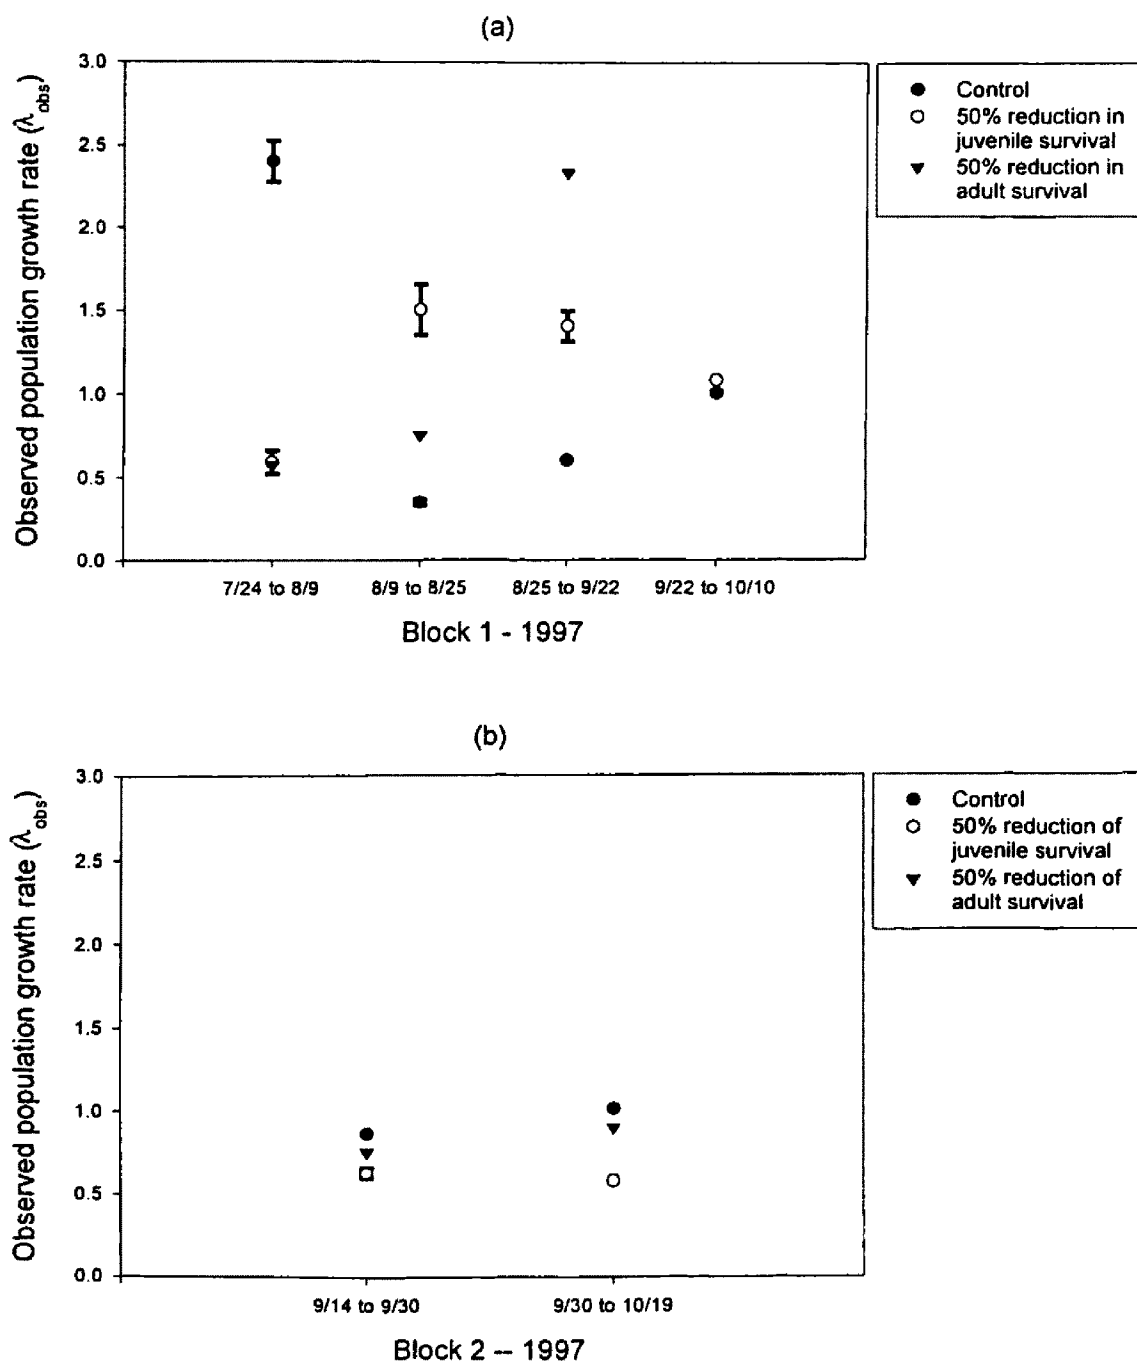 (a)
Observed population growth rate (λobs)
3.0
2.5
2.0
1.5
1.0
0.5
0.0
7/24 to 8/9
8/9 to 8/25
8/25 to 9/22
9/22 to 10/10
Block 1 - 1997
Control
50% reduction in
juvenile survival
50% reduction in
adult survival
(b)
Observed population growth rate (λobs)
3.0
2.5
2.0
1.5
1.0
0.5
0.0
9/14 to 9/30
9/30 to 10/19
Block 2 -- 1997
Control
50% reduction of
juvenile survival
50% reduction of
adult survival